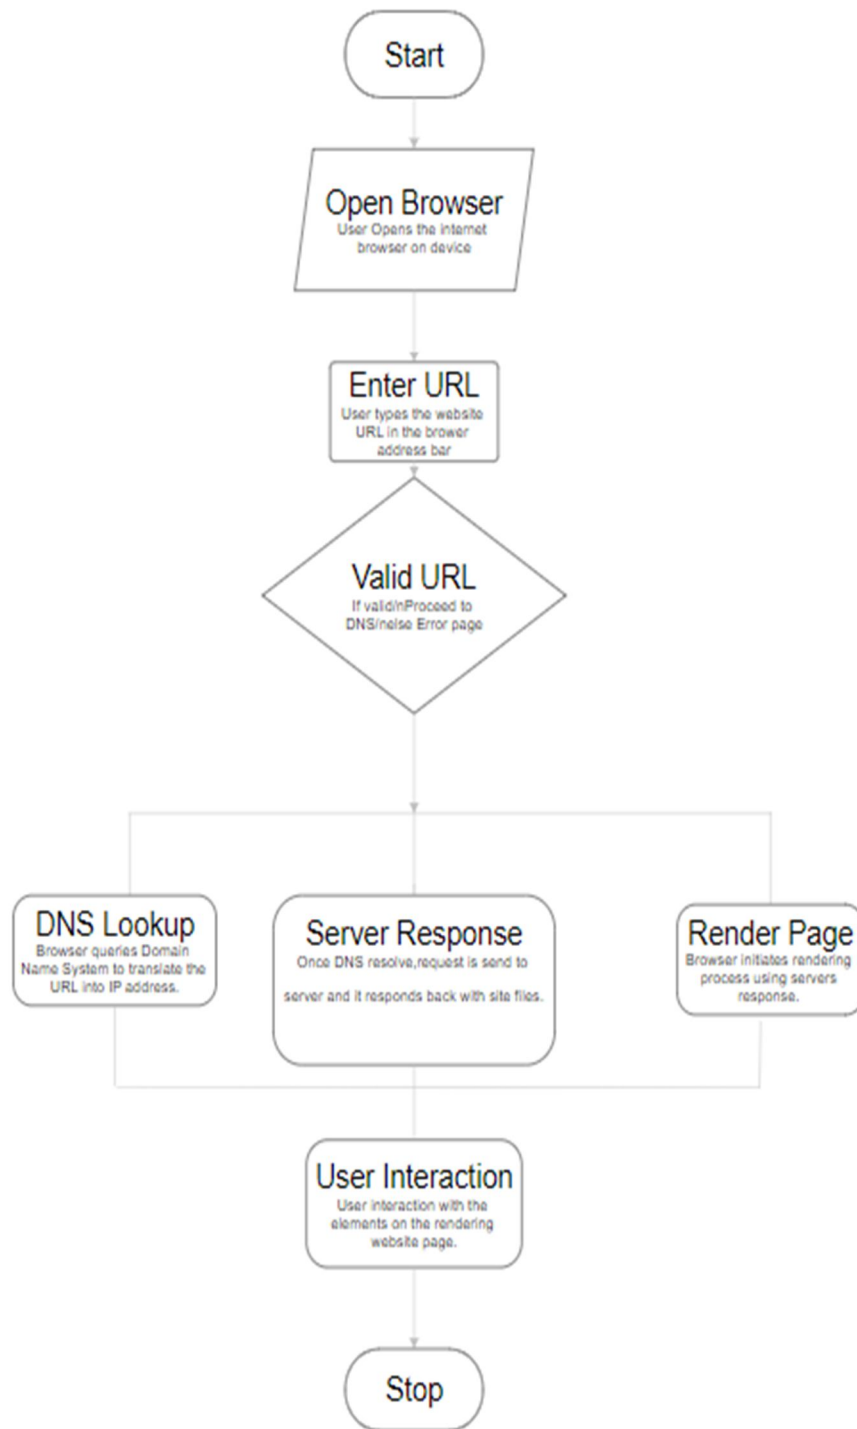 Start
Open Browser
User Opens the internet
browser on device
Enter URL
User types the website
URL in the brower
address bar
Valid URL
If valid/nProceed to
DNS/nelse Error page
DNS Lookup
Browser queries Domain
Name System to translate the
URL into IP address.
Server Response
Once DNS resolve,request is send to
server and it responds back with site files.
Render Page
Browser initiates rendering
process using servers
response.
User Interaction
User interaction with the
elements on the rendering
website page.
Stop